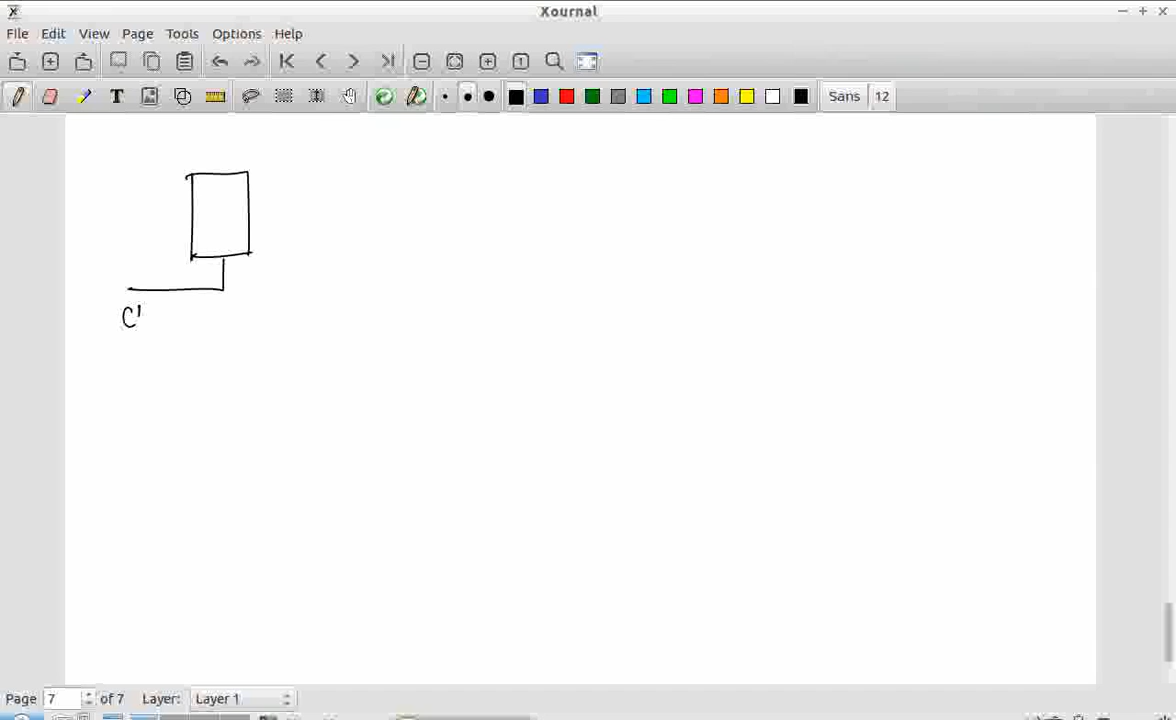 Xournal
File Edit View Page Tools Options Help
Sans 12
C'
Page 7 of 7 Layer: Layer 1